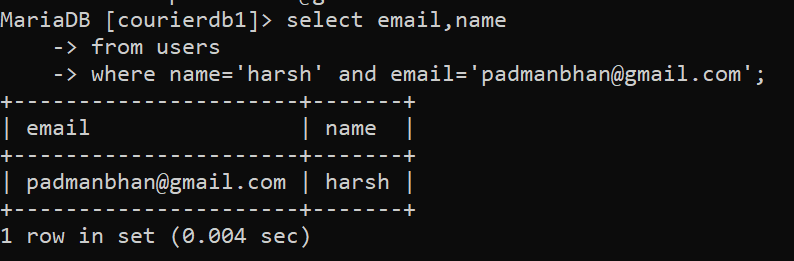 MariaDB [courierdb1]> select email,name
    -> from users
    -> where name='harsh' and email='padmanbhan@gmail.com';
+----------------------+-------+
| email                | name  |
+----------------------+-------+
| padmanbhan@gmail.com | harsh |
+----------------------+-------+
1 row in set (0.004 sec)